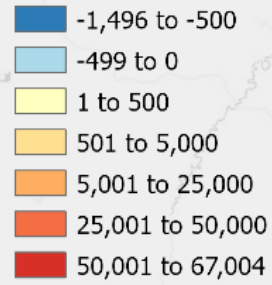 -1,496 to -500
-499 to 0
1 to 500
501 to 5,000
5,001 to 25,000
25,001 to 50,000
50,001 to 67,004